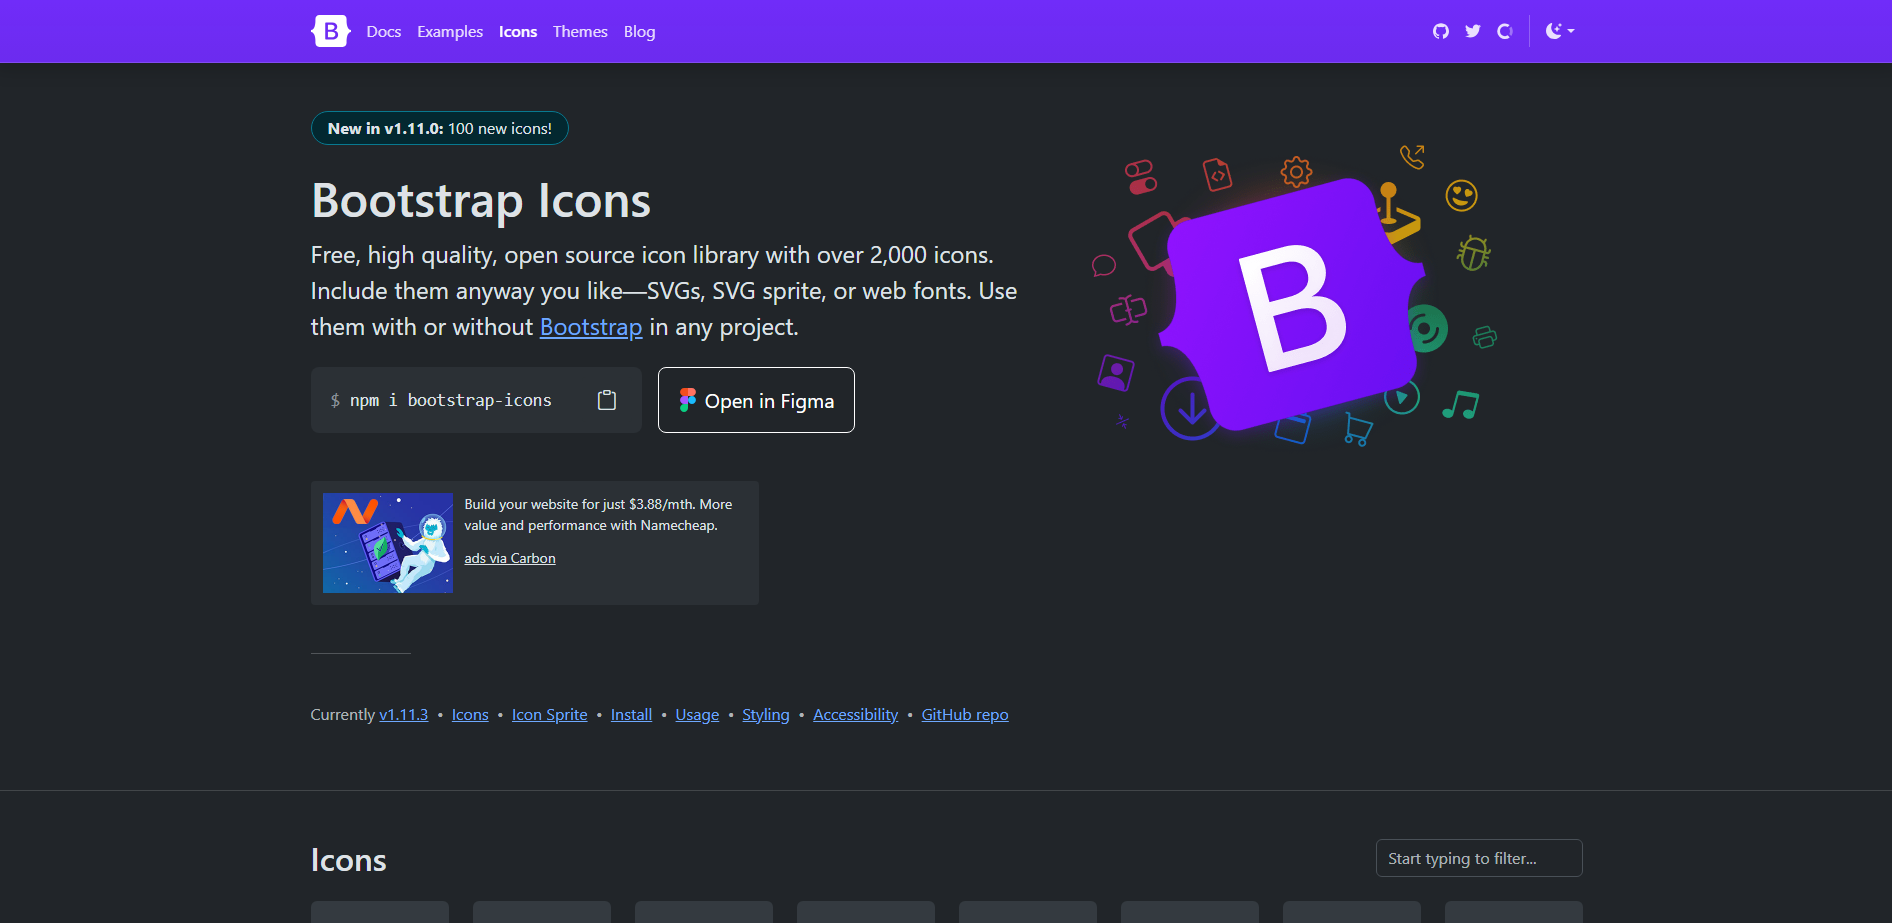 B Docs Examples Icons Themes Blog
New in v1.11.0: 100 new icons!
Bootstrap Icons
Free, high quality, open source icon library with over 2,000 icons.
Include them anyway you like—SVGs, SVG sprite, or web fonts. Use
them with or without Bootstrap in any project.
$ npm i bootstrap-icons
Open in Figma
B
Build your website for just $3.88/mth. More
value and performance with Namecheap.
ads via Carbon
Currently v1.11.3 • Icons • Icon Sprite • Install • Usage • Styling • Accessibility • GitHub repo
Icons
Start typing to filter...